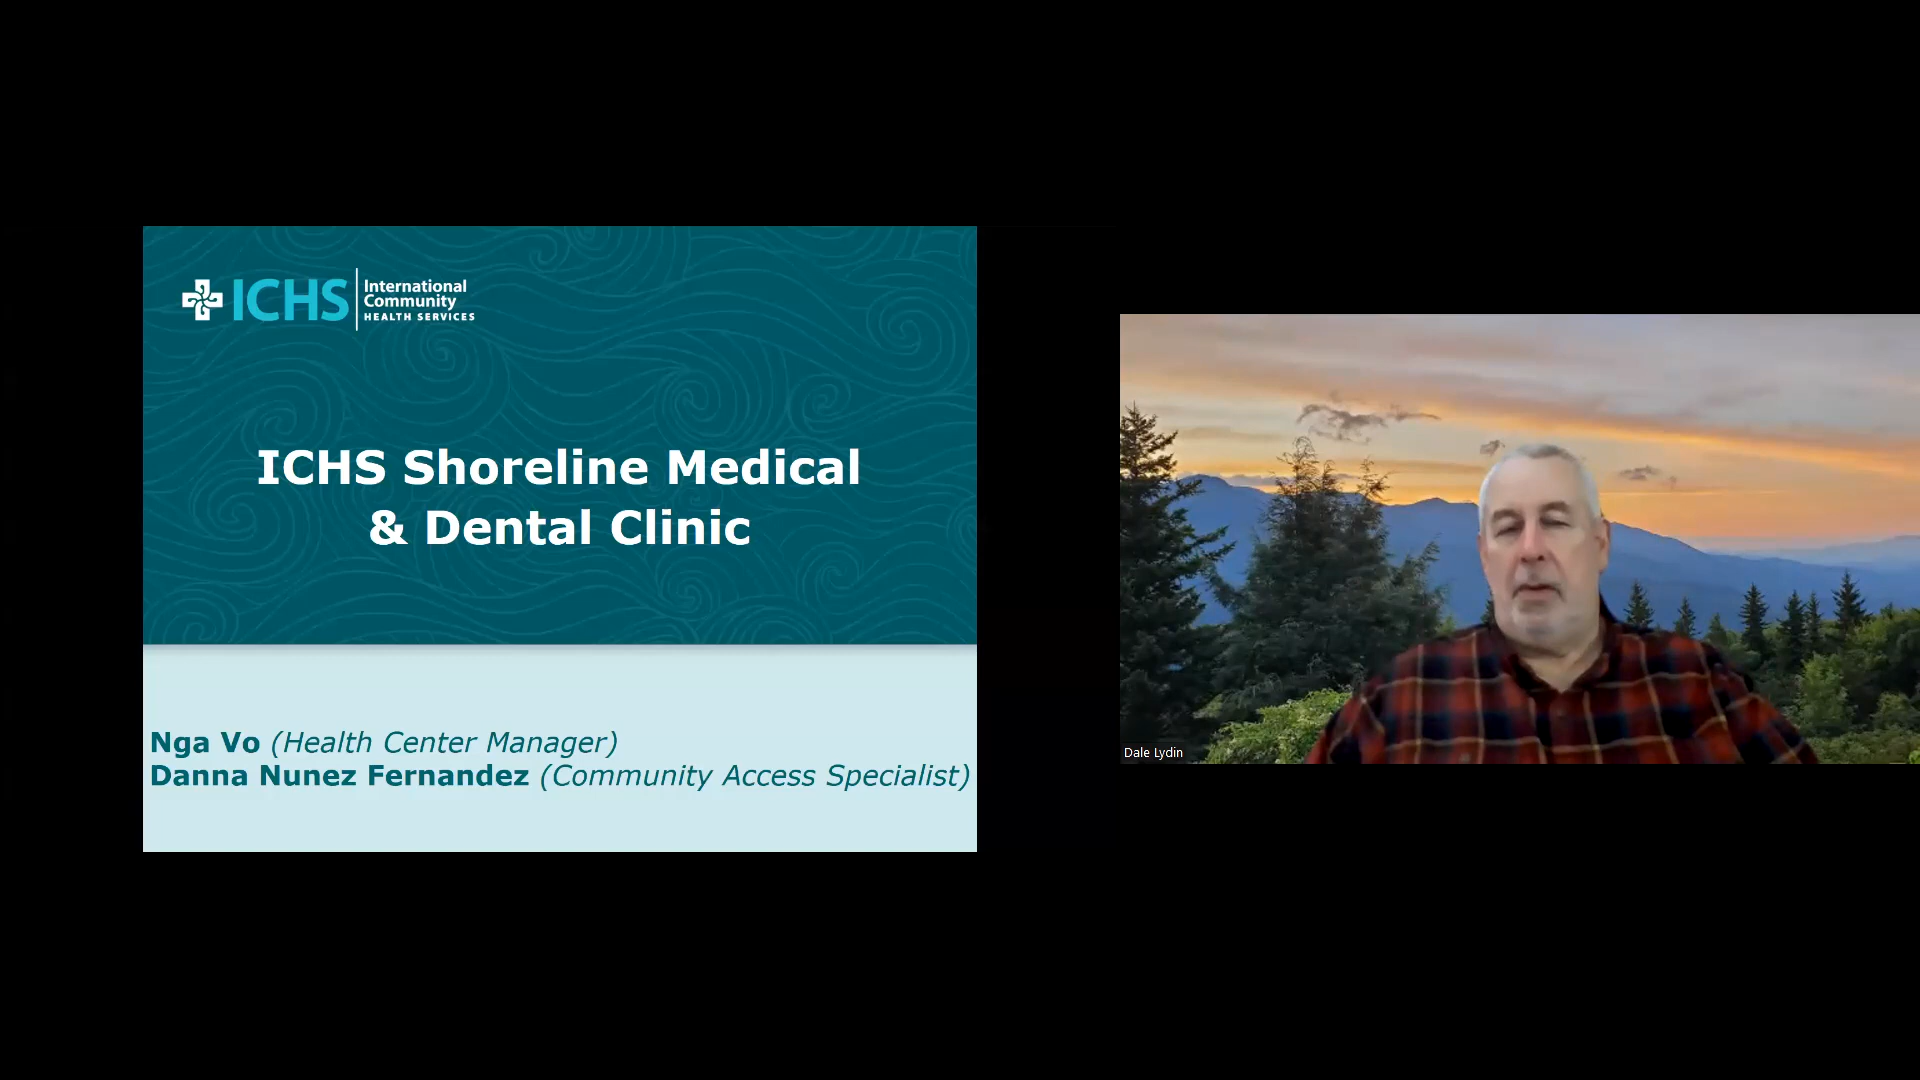 ICHS
International
Community
HEALTH SERVICES
ICHS Shoreline Medical
& Dental Clinic
Nga Vo (Health Center Manager)
Danna Nunez Fernandez (Community Access Specialist)
Dale Lydin